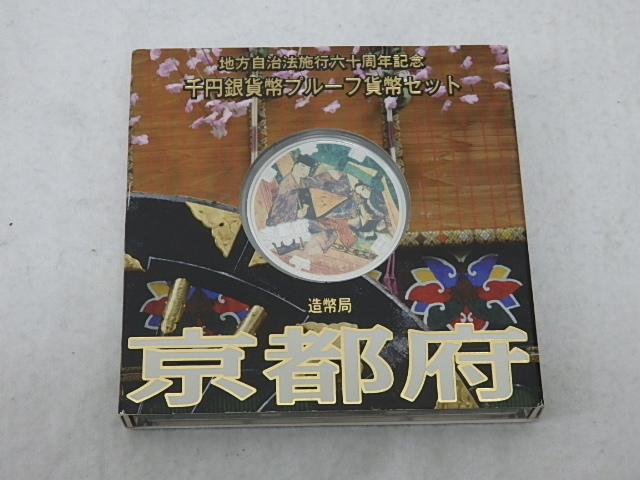 地方自治法施行六十周年記念
千円銀貨幣プルーフ貨幣セット
造幣局
京都府